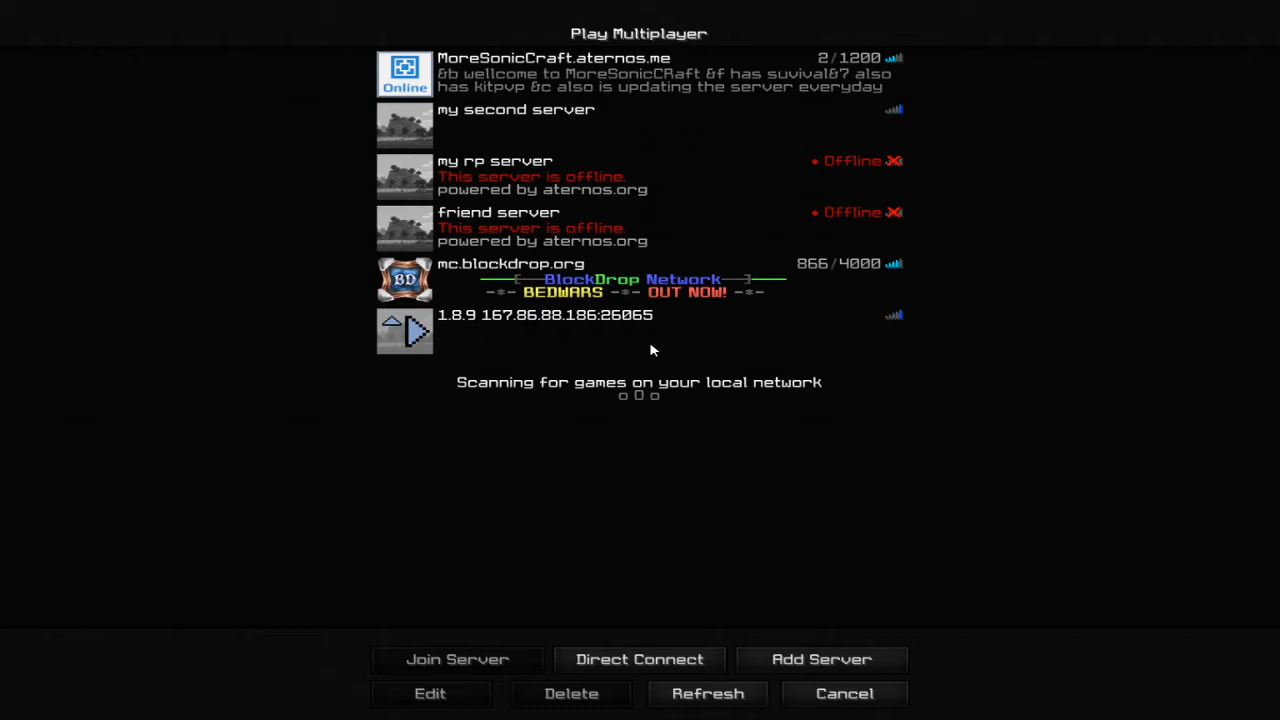 Play Multiplayer
MoreSonicCraft.aternos.me 2/1200
&b wellcome to MoreSonicCRaft &f has suvival&7 also
has kitpvp &c also is updating the server everyday
Online
my second server
my rp server • Offline
This server is offline.
powered by aternos.org
friend server • Offline
This server is offline.
powered by aternos.org
mc.blockdrop.org 866/4000
BD
BlockDrop Network
-*- BEDWARS -*- OUT NOW! -*-
1.8.9 167.86.88.186:26065
Scanning for games on your local network
o O o
Join Server Direct Connect Add Server
Edit Delete Refresh Cancel